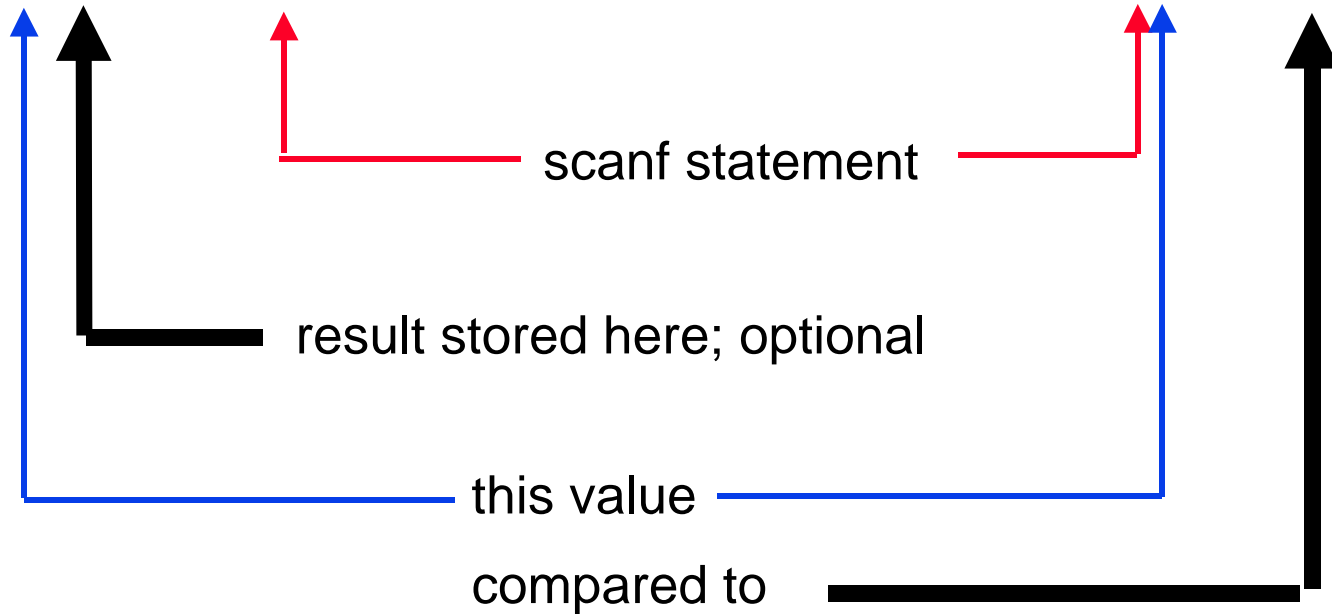 scanf statement
result stored here; optional
this value
compared to